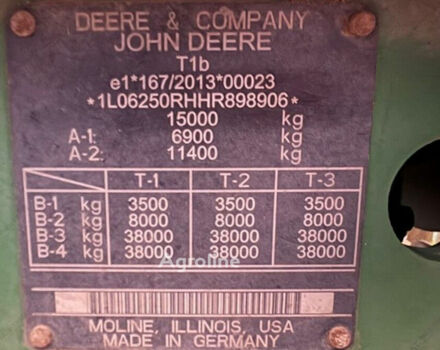 DEERE & COMPANY
JOHN DEERE
T1b
e1*167/2013*00023
*1L06250RHHR898906*
15000 kg
A-1: 6900 kg
A-2: 11400 kg
T-1 T-2 T-3
B-1 kg 3500 3500 3500
B-2 kg 8000 8000 8000
B-3 kg 38000 38000 38000
B-4 kg 38000 38000 38000
Agroline
MOLINE, ILLINOIS, USA
MADE IN GERMANY